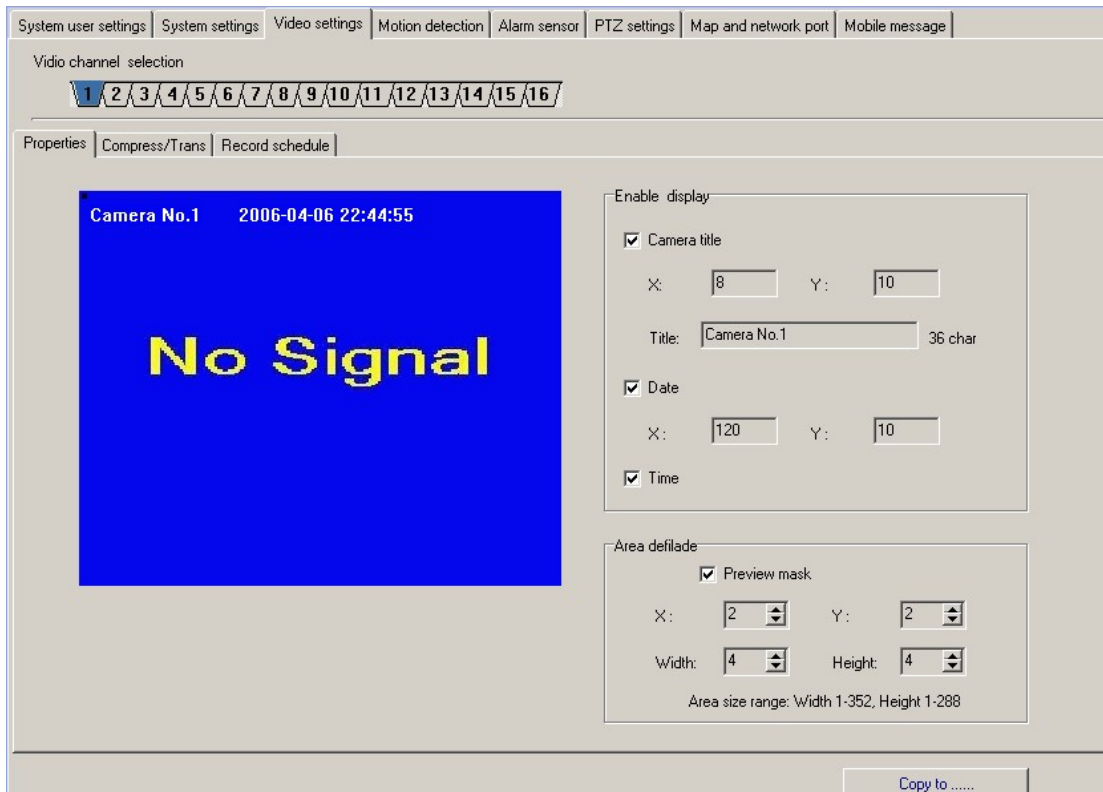 System user settings System settings Video settings Motion detection Alarm sensor PTZ settings Map and network port Mobile message
Vidio channel selection
1 2 3 4 5 6 7 8 9 10 11 12 13 14 15 16
Properties Compress/Trans Record schedule
Camera No.1 2006-04-06 22:44:55
No Signal
Enable display
Camera title
X: 8 Y: 10
Title: Camera No.1 36 char
Date
X: 120 Y: 10
Time
Area defilade
Preview mask
X: 2 Y: 2
Width: 4 Height: 4
Area size range: Width 1-352, Height 1-288
Copy to ......